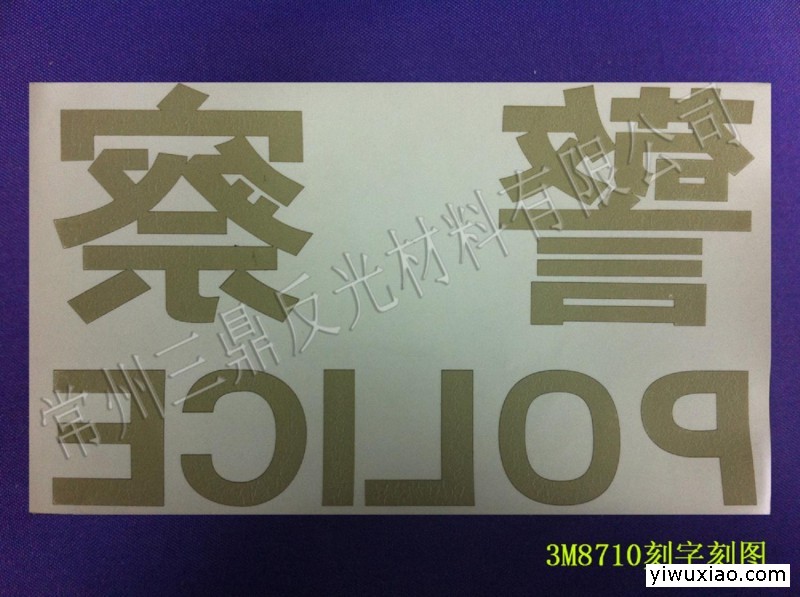 警察
POLICE
常州三鼎反光材料有限公司
3M8710刻字刻图
yiwuxiao.com